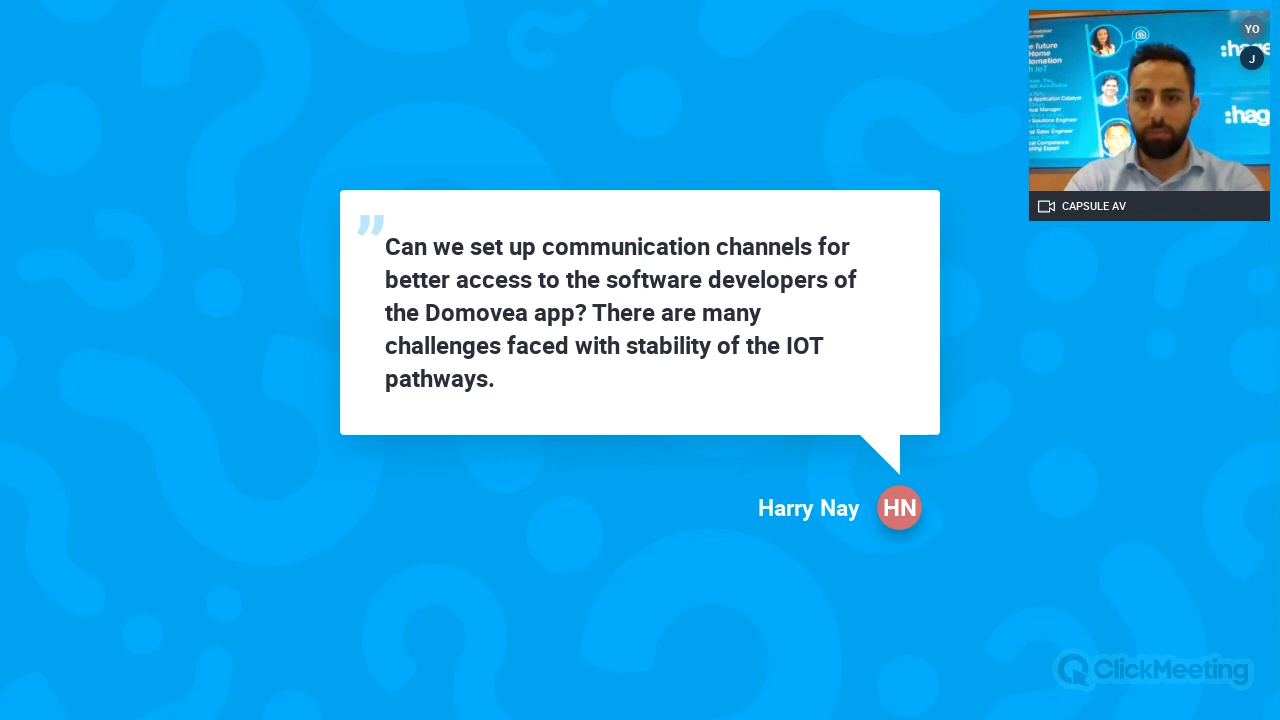 Can we set up communication channels for
better access to the software developers of
the Domovea app? There are many
challenges faced with stability of the IOT
pathways.
Harry Nay
HN
YO
J
:hage
:hag
CAPSULE AV
ClickMeeting